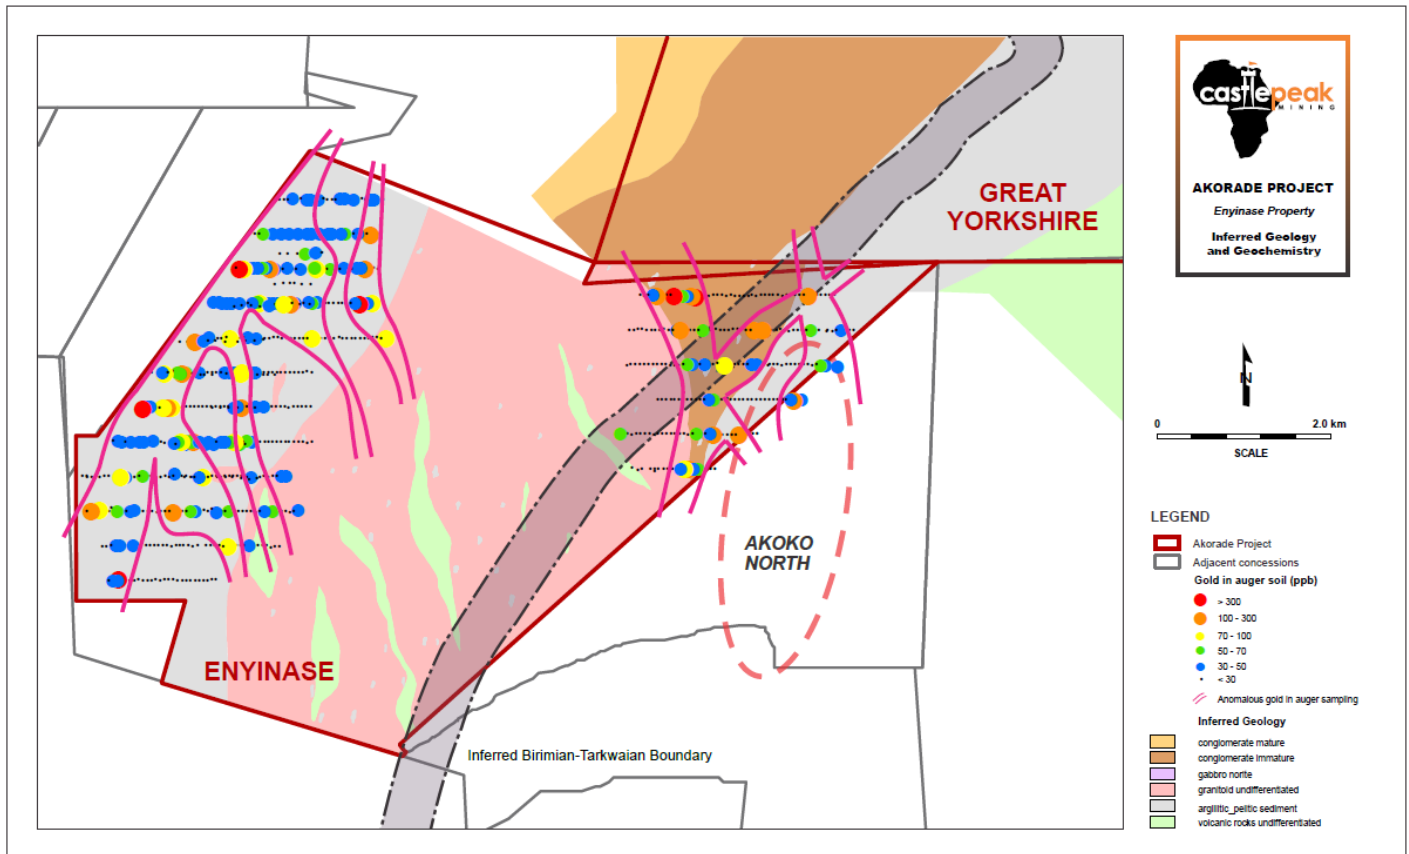 GREAT
YORKSHIRE
AKOKO
NORTH
ENYINASE
Inferred Birimian-Tarkwaian Boundary
castlepeak
MINING
AKORADE PROJECT
Enyinase Property
Inferred Geology
and Geochemistry
N
0 2.0 km
SCALE
LEGEND
Akorade Project
Adjacent concessions
Gold in auger soil (ppb)
> 300
100 - 300
70 - 100
50 - 70
30 - 50
< 30
Anomalous gold in auger sampling
Inferred Geology
conglomerate mature
conglomerate immature
gabbro norite
granitoid undifferentiated
argillitic_pelitic sediment
volcanic rocks undifferentiated